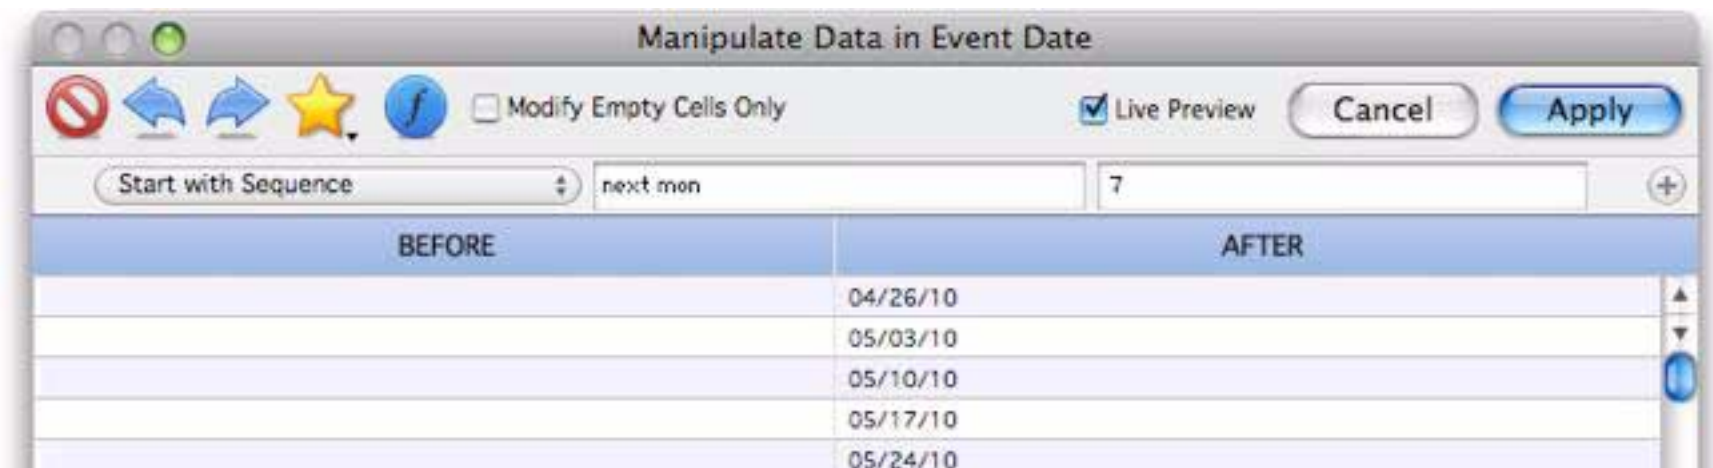 Manipulate Data in Event Date
f Modify Empty Cells Only Live Preview Cancel Apply
Start with Sequence next mon 7
BEFORE AFTER
04/26/10
05/03/10
05/10/10
05/17/10
05/24/10